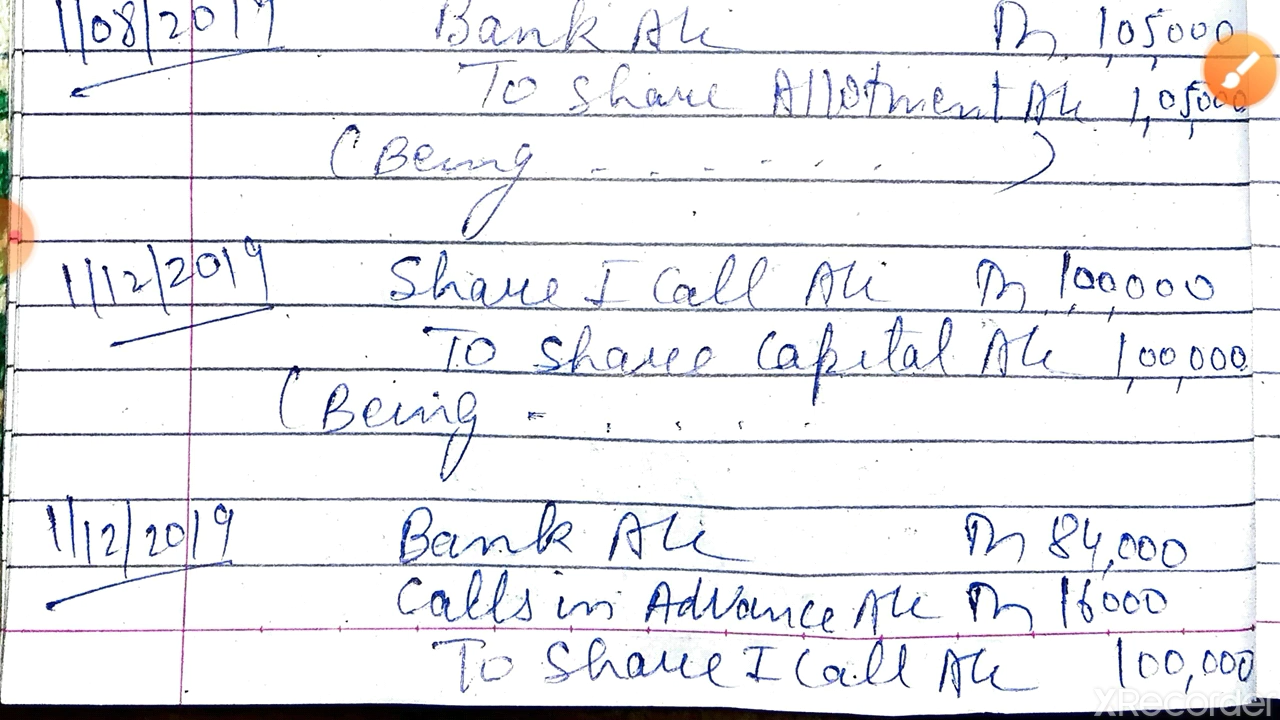 1/08/2019 Bank A/c Dr 1,05,000
To Share Allotment A/c 1,05,000
(Being - - - - - - - )
1/12/2019 Share I Call A/c Dr 1,00,000
To Share Capital A/c 1,00,000
(Being - . . . .
1/12/2019 Bank A/c Dr 84,000
Calls in Advance A/c Dr 16000
To Share I Call A/c 100,000
XRecorder